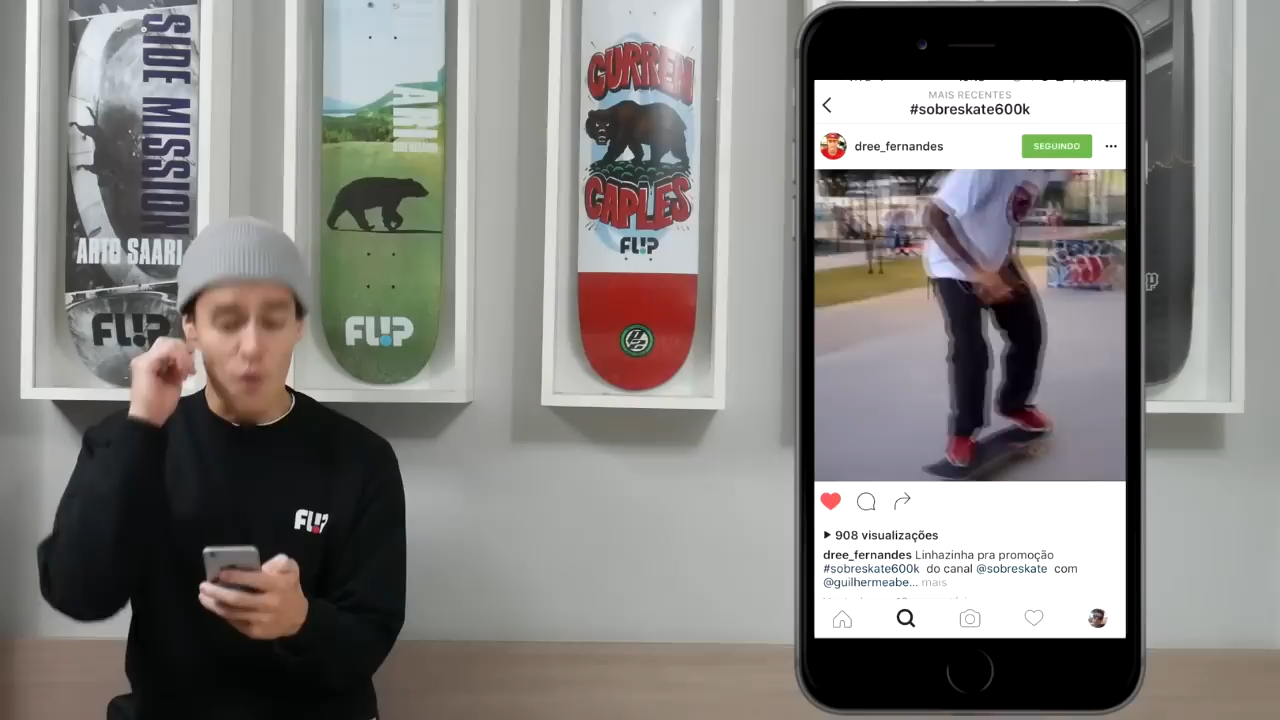 SIDE MISSION
ARTO SAARI
FL!P
ARTO
FL!P
CURREN
CAPLES
FL!P
FL!P
MAIS RECENTES
#sobreskate600k
dree_fernandes
SEGUINDO
908 visualizações
dree_fernandes Linhazinha pra promoção
#sobreskate600k do canal @sobreskate com
@guilhermeabe... mais